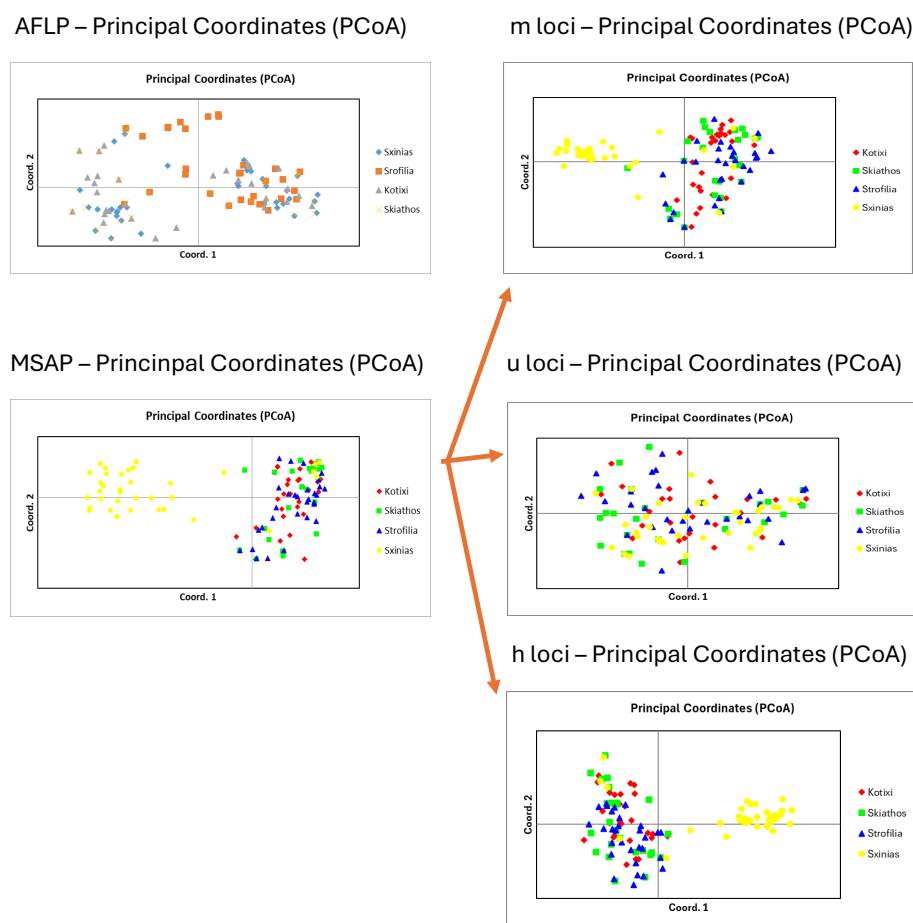 AFLP – Principal Coordinates (PCoA)
Principal Coordinates (PCoA)
Coord. 2
Coord. 1
Sxinias
Srofilia
Kotixi
Skiathos
m loci – Principal Coordinates (PCoA)
Principal Coordinates (PCoA)
Coord. 2
Coord. 1
Kotixi
Skiathos
Strofilia
Sxinias
MSAP – Princinpal Coordinates (PCoA)
Principal Coordinates (PCoA)
Coord. 2
Coord. 1
Kotixi
Skiathos
Strofilia
Sxinias
u loci – Principal Coordinates (PCoA)
Principal Coordinates (PCoA)
Coord. 2
Coord. 1
Kotixi
Skiathos
Strofilia
Sxinias
h loci – Principal Coordinates (PCoA)
Principal Coordinates (PCoA)
Coord. 2
Coord. 1
Kotixi
Skiathos
Strofilia
Sxinias